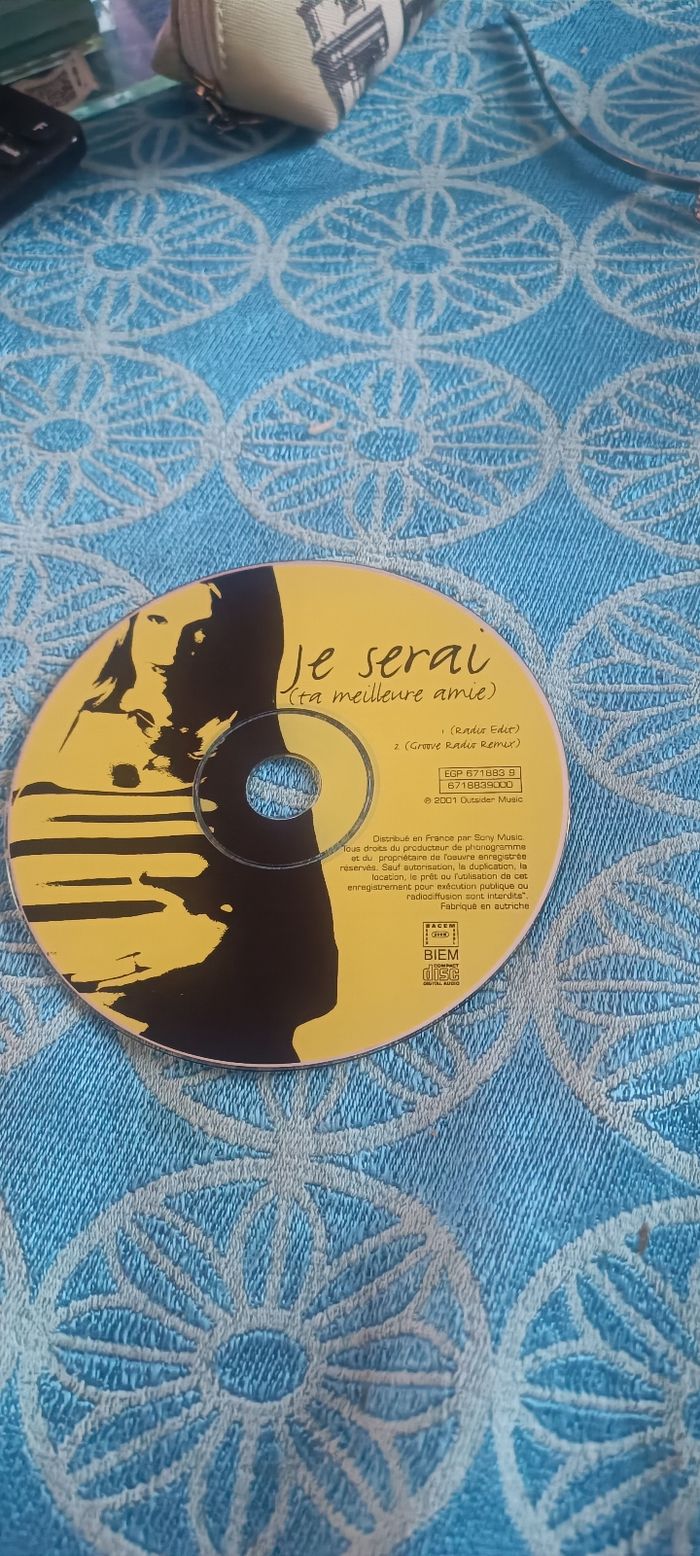 Je serai
(ta meilleure amie)
1 (Radio Edit)
2 (Groove Radio Remix)
EGP 671883 9
6718839000
℗ 2001 Outsider Music
Distribué en France par Sony Music.
Tous droits du producteur de phonogramme
et du propriétaire de l'oeuvre enregistrée
réservés. Sauf autorisation, la duplication, la
location, le prêt ou l'utilisation de cet
enregistrement pour exécution publique ou
radiodiffusion sont interdits".
Fabriqué en autriche
SACEM
BIEM
COMPACT
disc
DIGITAL AUDIO